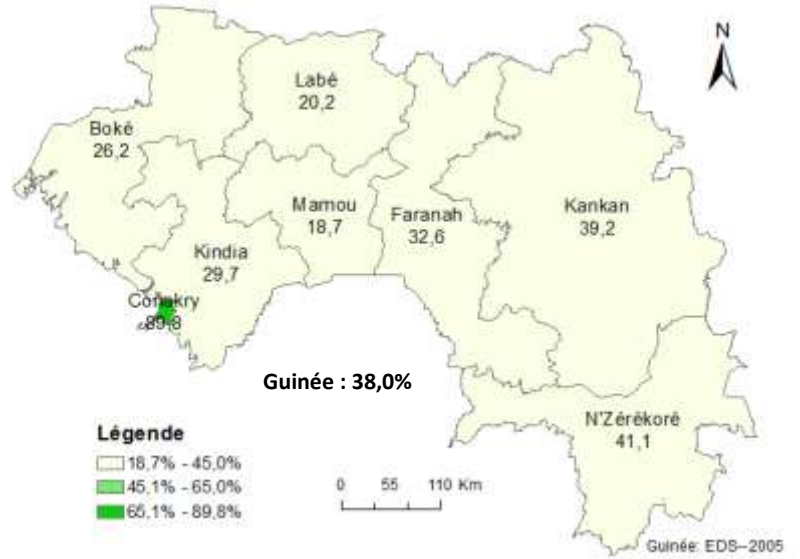 N
Labé
20,2
Boké
26,2
Mamou
18,7
Faranah
32,6
Kankan
39,2
Kindia
29,7
Conakry
89,8
Guinée : 38,0%
N'Zérékoré
41,1
Légende
18,7% - 45,0%
45,1% - 65,0%
65,1% - 89,8%
0 55 110 Km
Guinée: EDS--2005